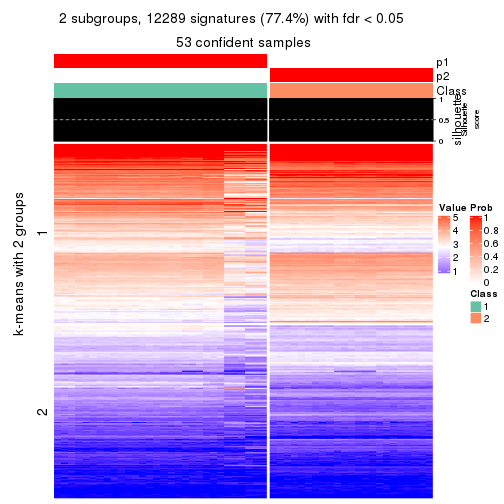 2 subgroups, 12289 signatures (77.4%) with fdr < 0.05
53 confident samples
p1
p2
Class
1
0.5
0
silhouette
Silhouette
score
k-means with 2 groups
1
2
Value
5
4
3
2
1
Prob
1
0.8
0.6
0.4
0.2
0
Class
1
2